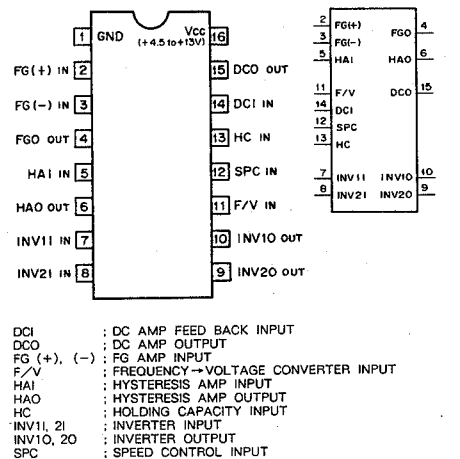 1 GND Vcc 16
(+4.5 to +13V)
FG(+) IN 2 15 DCO OUT
FG(-) IN 3 14 DCI IN
FGO OUT 4 13 HC IN
HAI IN 5 12 SPC IN
HAO OUT 6 11 F/V IN
INV1I IN 7 10 INV1O OUT
INV2I IN 8 9 INV2O OUT
2 FG(+) FGO 4
3 FG(-)
5 HAI HAO 6
11 F/V DCO 15
14 DCI
12 SPC
13 HC
7 INV1I INV1O 10
8 INV2I INV2O 9
DCI ; DC AMP FEED BACK INPUT
DCO ; DC AMP OUTPUT
FG (+), (-) ; FG AMP INPUT
F/V ; FREQUENCY→VOLTAGE CONVERTER INPUT
HAI ; HYSTERESIS AMP INPUT
HAO ; HYSTERESIS AMP OUTPUT
HC ; HOLDING CAPACITY INPUT
INV1I, 2I ; INVERTER INPUT
INV1O, 2O ; INVERTER OUTPUT
SPC ; SPEED CONTROL INPUT